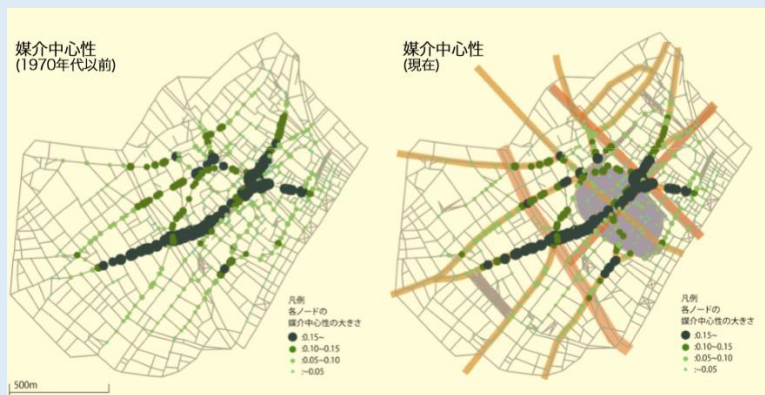 媒介中心性
(1970年代以前)
凡例
各ノードの
媒介中心性の大きさ
:0.15~
:0.10~0.15
:0.05~0.10
:~0.05
500m
媒介中心性
(現在)
凡例
各ノードの
媒介中心性の大きさ
:0.15~
:0.10~0.15
:0.05~0.10
:~0.05